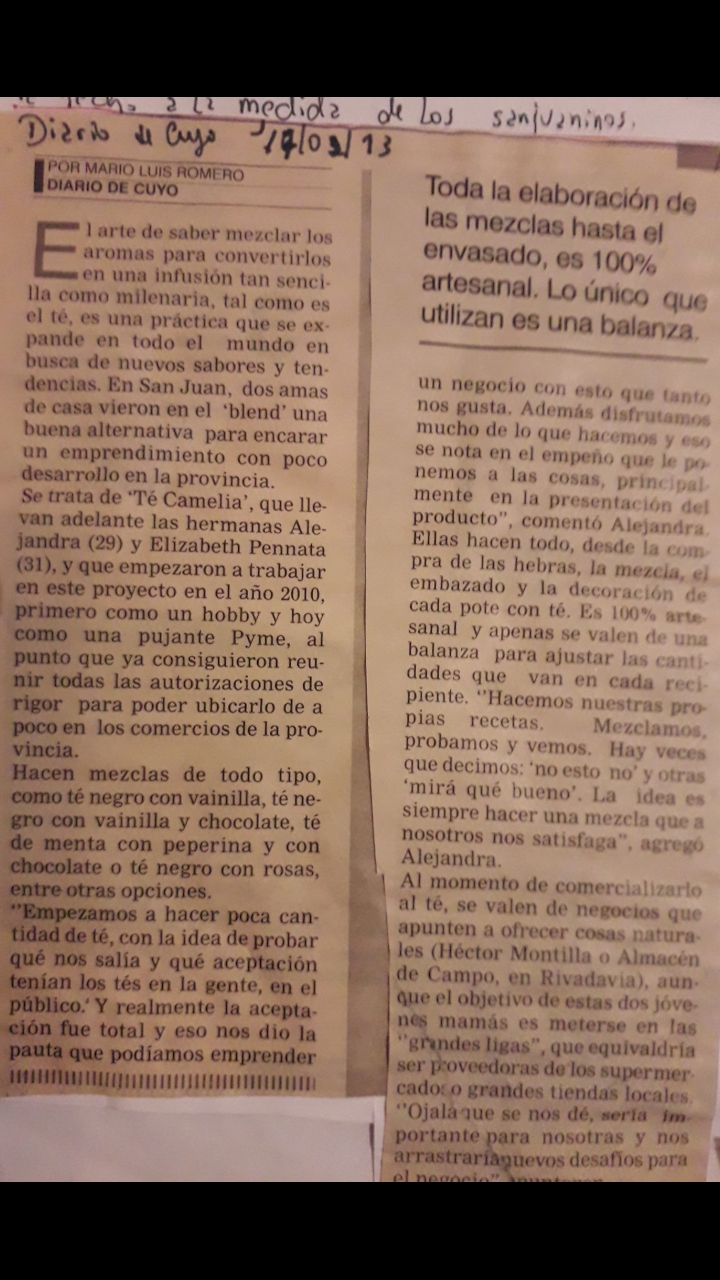 a la medida de los sanjuaninos.
Diario de Cuyo
POR MARIO LUIS ROMERO
DIARIO DE CUYO
El arte de saber mezclar los
aromas para convertirlos
en una infusión tan senci-
lla como milenaria, tal como es
el té, es una práctica que se ex-
pande en todo el mundo en
busca de nuevos sabores y ten-
dencias. En San Juan, dos amas
de casa vieron en el 'blend' una
buena alternativa para encarar
un emprendimiento con poco
desarrollo en la provincia.
Se trata de 'Té Camelia', que lle-
van adelante las hermanas Ale-
jandra (29) y Elizabeth Pennata
(31), y que empezaron a trabajar
en este proyecto en el año 2010,
primero como un hobby y hoy
como una pujante Pyme, al
punto que ya consiguieron reu-
nir todas las autorizaciones de
rigor para poder ubicarlo de a
poco en los comercios de la pro-
vincia.
Hacen mezclas de todo tipo,
como té negro con vainilla, té ne-
gro con vainilla y chocolate, té
de menta con peperina y con
chocolate o té negro con rosas,
entre otras opciones.
"Empezamos a hacer poca can-
tidad de té, con la idea de probar
qué nos salía y qué aceptación
tenían los tés en la gente, en el
público.' Y realmente la acepta-
ción fue total y eso nos dio la
pauta que podíamos emprender
Toda la elaboración de
las mezclas hasta el
envasado, es 100%
artesanal. Lo único que
utilizan es una balanza.
un negocio con esto que tanto
nos gusta. Además disfrutamos
mucho de lo que hacemos y eso
se nota en el empeño que le po-
nemos a las cosas, principal-
mente en la presentación del
producto", comentó Alejandra.
Ellas hacen todo, desde la com-
pra de las hebras, la mezcla, el
embazado y la decoración de
cada pote con té. Es 100% arte-
sanal y apenas se valen de una
balanza para ajustar las canti-
dades que van en cada reci-
piente. "Hacemos nuestras pro-
pias recetas. Mezclamos,
probamos y vemos. Hay veces
que decimos: 'no esto no' y otras
'mirá qué bueno'. La idea es
siempre hacer una mezcla que a
nosotros nos satisfaga", agregó
Alejandra.
Al momento de comercializarlo
al té, se valen de negocios que
apunten a ofrecer cosas natura-
les (Héctor Montilla o Almacén
de Campo, en Rivadavia), aun-
que el objetivo de estas dos jóve-
nes mamás es meterse en las
"grandes ligas", que equivaldría
ser proveedoras de los supermer-
cado: o grandes tiendas locales.
"Ojalá que se nos dé, sería im-
portante para nosotras y nos
arrastraría nuevos desafíos para
el negocio"